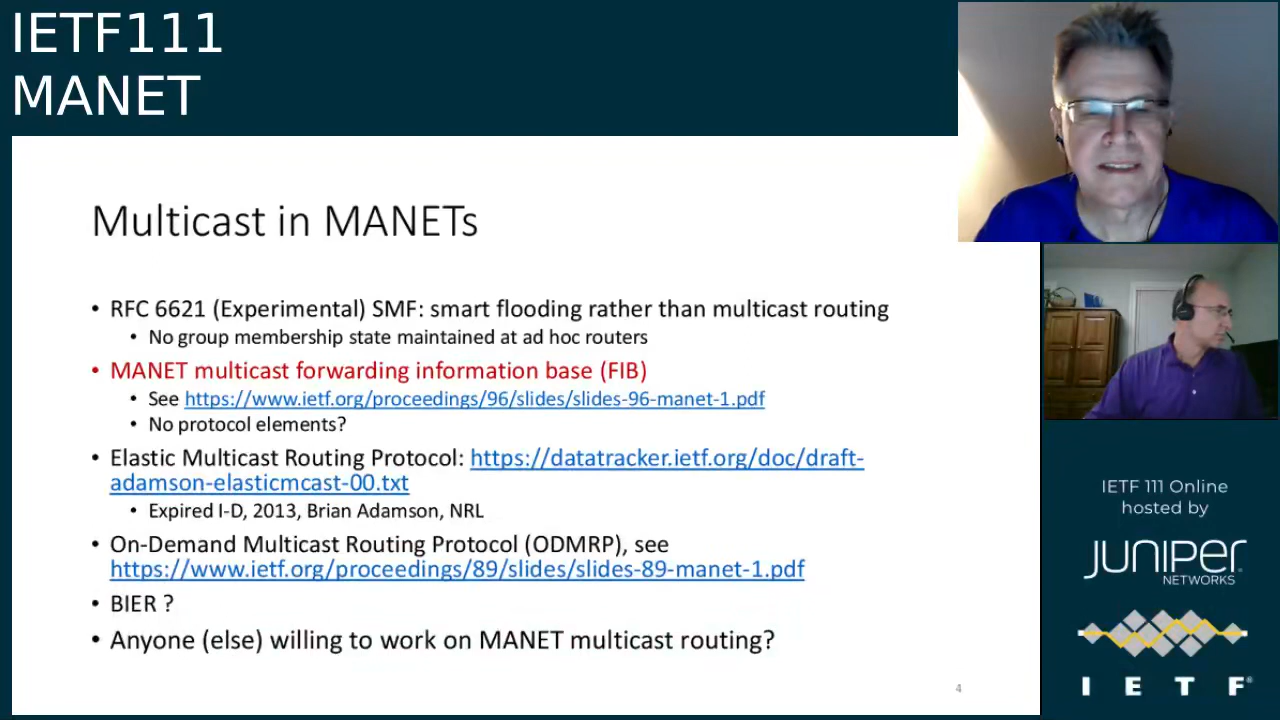 IETF111
MANET
Multicast in MANETs
• RFC 6621 (Experimental) SMF: smart flooding rather than multicast routing
• No group membership state maintained at ad hoc routers
• MANET multicast forwarding information base (FIB)
• See https://www.ietf.org/proceedings/96/slides/slides-96-manet-1.pdf
• No protocol elements?
• Elastic Multicast Routing Protocol: https://datatracker.ietf.org/doc/draft-
adamson-elasticmcast-00.txt
• Expired I-D, 2013, Brian Adamson, NRL
• On-Demand Multicast Routing Protocol (ODMRP), see
https://www.ietf.org/proceedings/89/slides/slides-89-manet-1.pdf
• BIER ?
• Anyone (else) willing to work on MANET multicast routing?
4
IETF 111 Online
hosted by
JUNIPER
NETWORKS
I E T F®